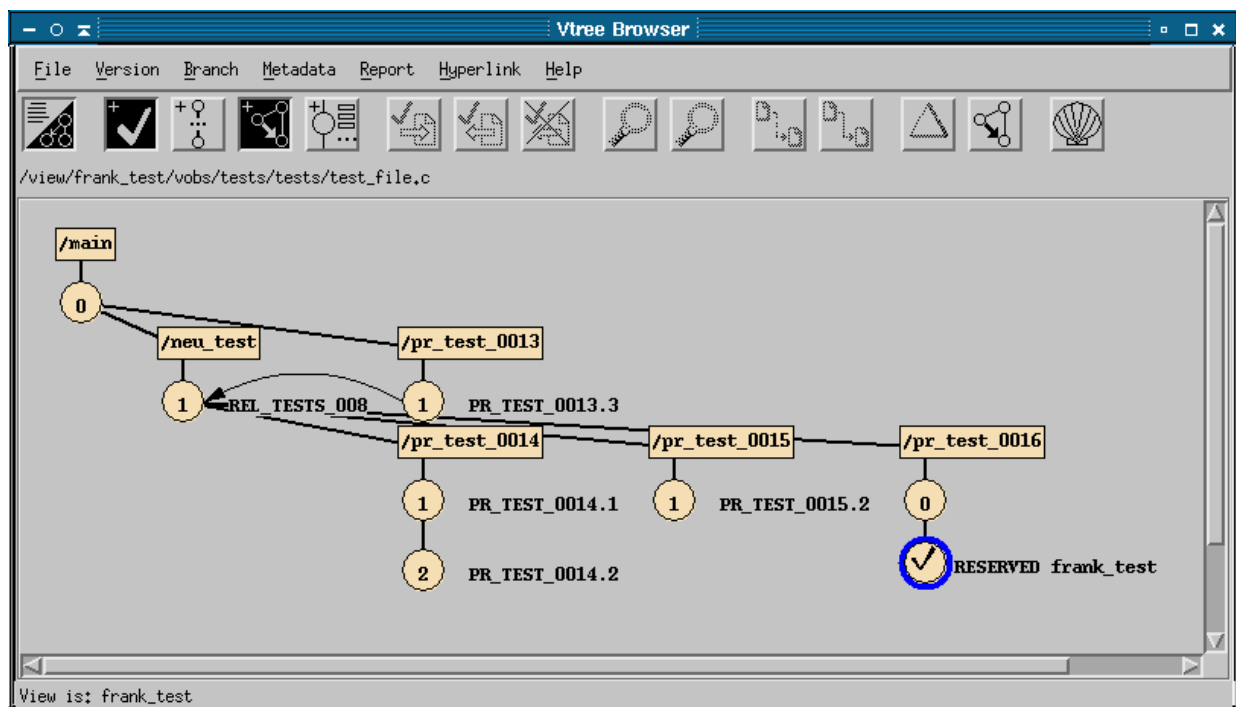 Vtree Browser
File Version Branch Metadata Report Hyperlink Help
/view/frank_test/vobs/tests/tests/test_file.c
/main
0
/neu_test /pr_test_0013
1 REL_TESTS_008 1 PR_TEST_0013.3
/pr_test_0014 /pr_test_0015 /pr_test_0016
1 PR_TEST_0014.1 1 PR_TEST_0015.2 0
2 PR_TEST_0014.2 RESERVED frank_test
View is: frank_test